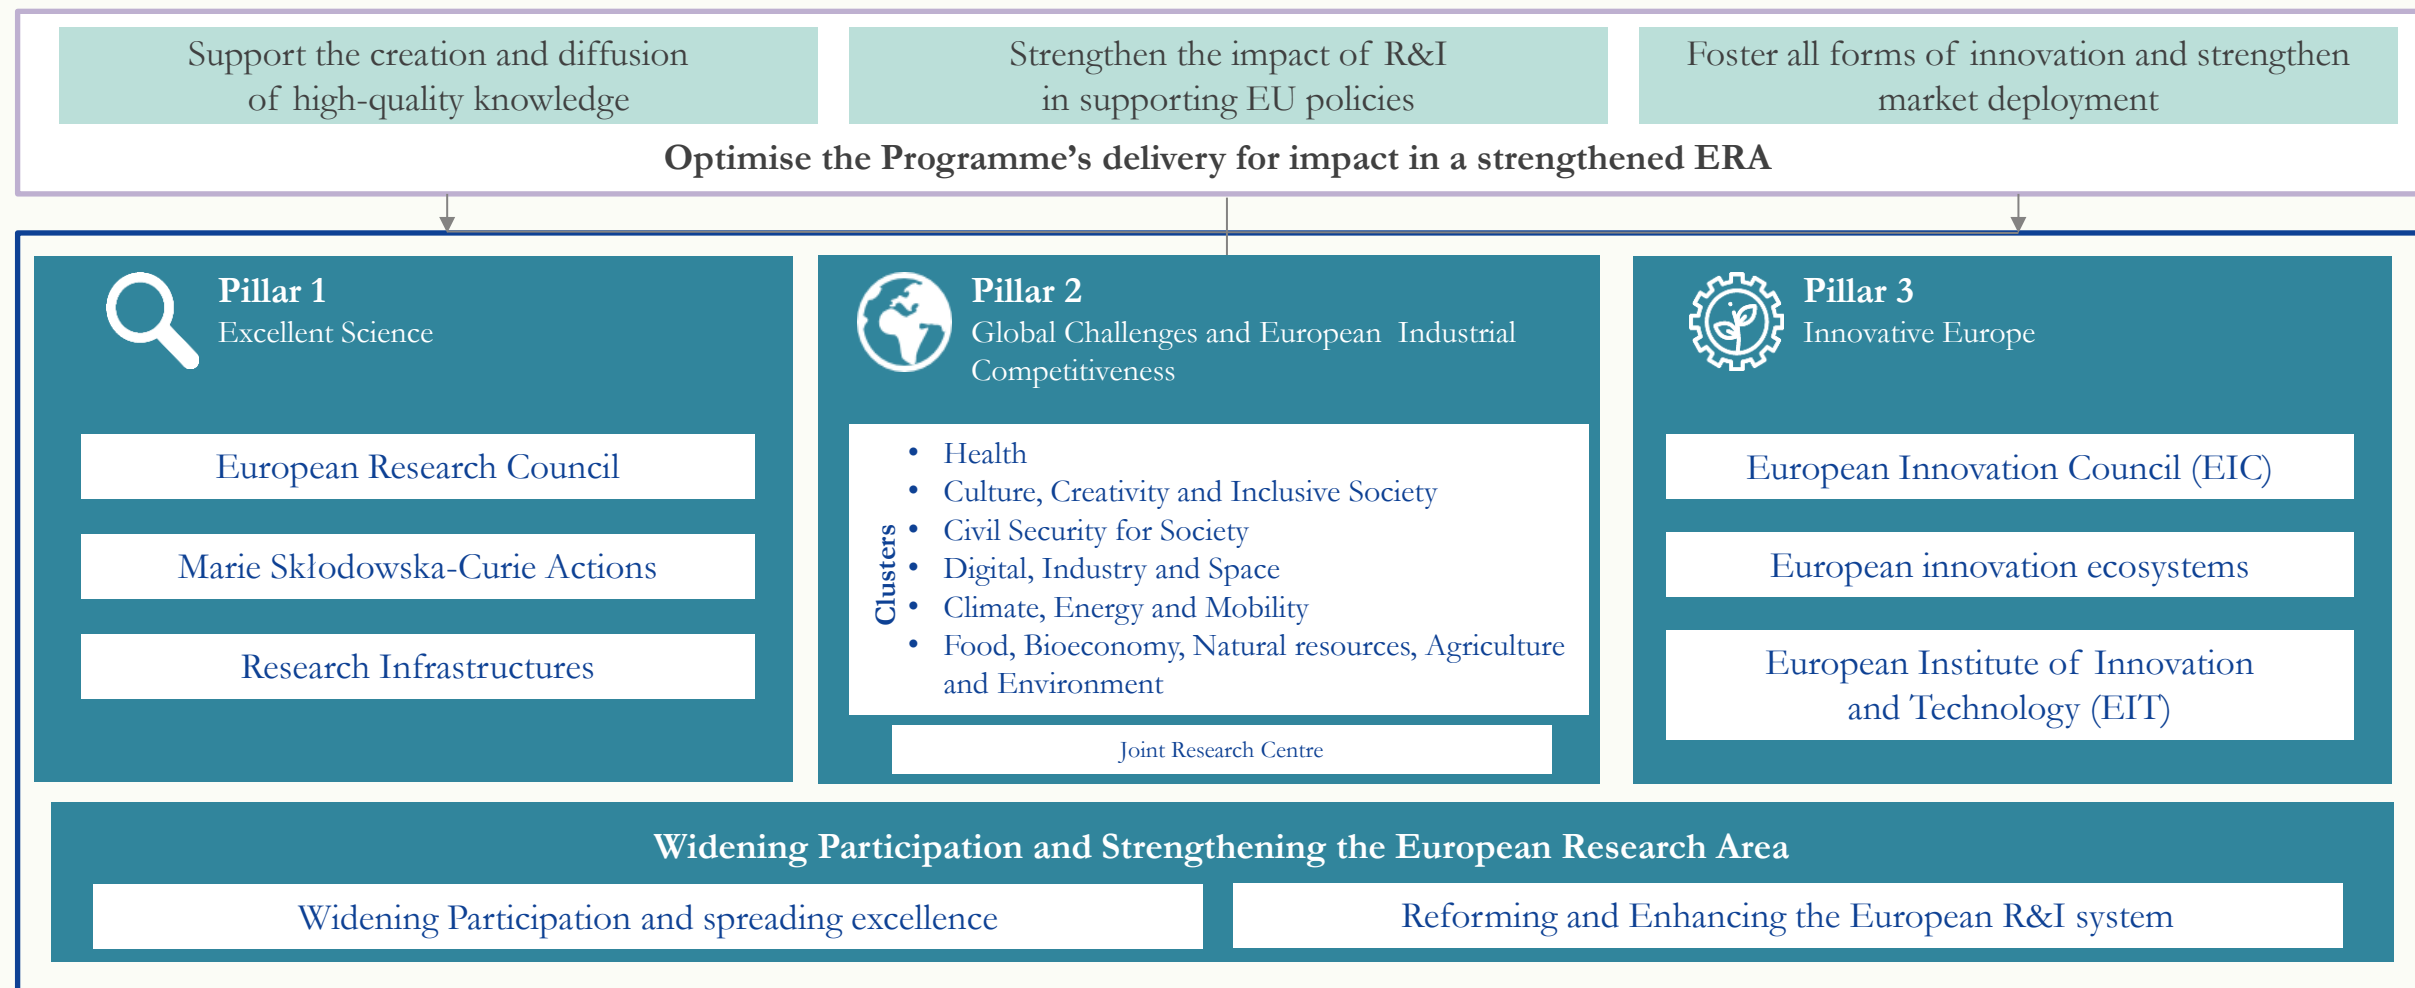 Support the creation and diffusion
of high-quality knowledge
Strengthen the impact of R&I
in supporting EU policies
Foster all forms of innovation and strengthen
market deployment
Optimise the Programme’s delivery for impact in a strengthened ERA
Pillar 1
Excellent Science
European Research Council
Marie Skłodowska-Curie Actions
Research Infrastructures
Pillar 2
Global Challenges and European Industrial
Competitiveness
Clusters
• Health
• Culture, Creativity and Inclusive Society
• Civil Security for Society
• Digital, Industry and Space
• Climate, Energy and Mobility
• Food, Bioeconomy, Natural resources, Agriculture
and Environment
Joint Research Centre
Pillar 3
Innovative Europe
European Innovation Council (EIC)
European innovation ecosystems
European Institute of Innovation
and Technology (EIT)
Widening Participation and Strengthening the European Research Area
Widening Participation and spreading excellence
Reforming and Enhancing the European R&I system